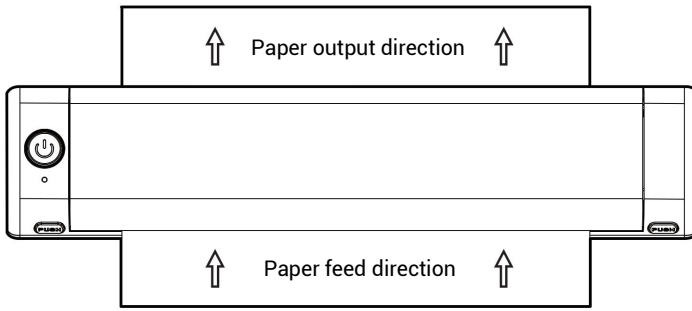 Paper output direction
PUSH PUSH
Paper feed direction